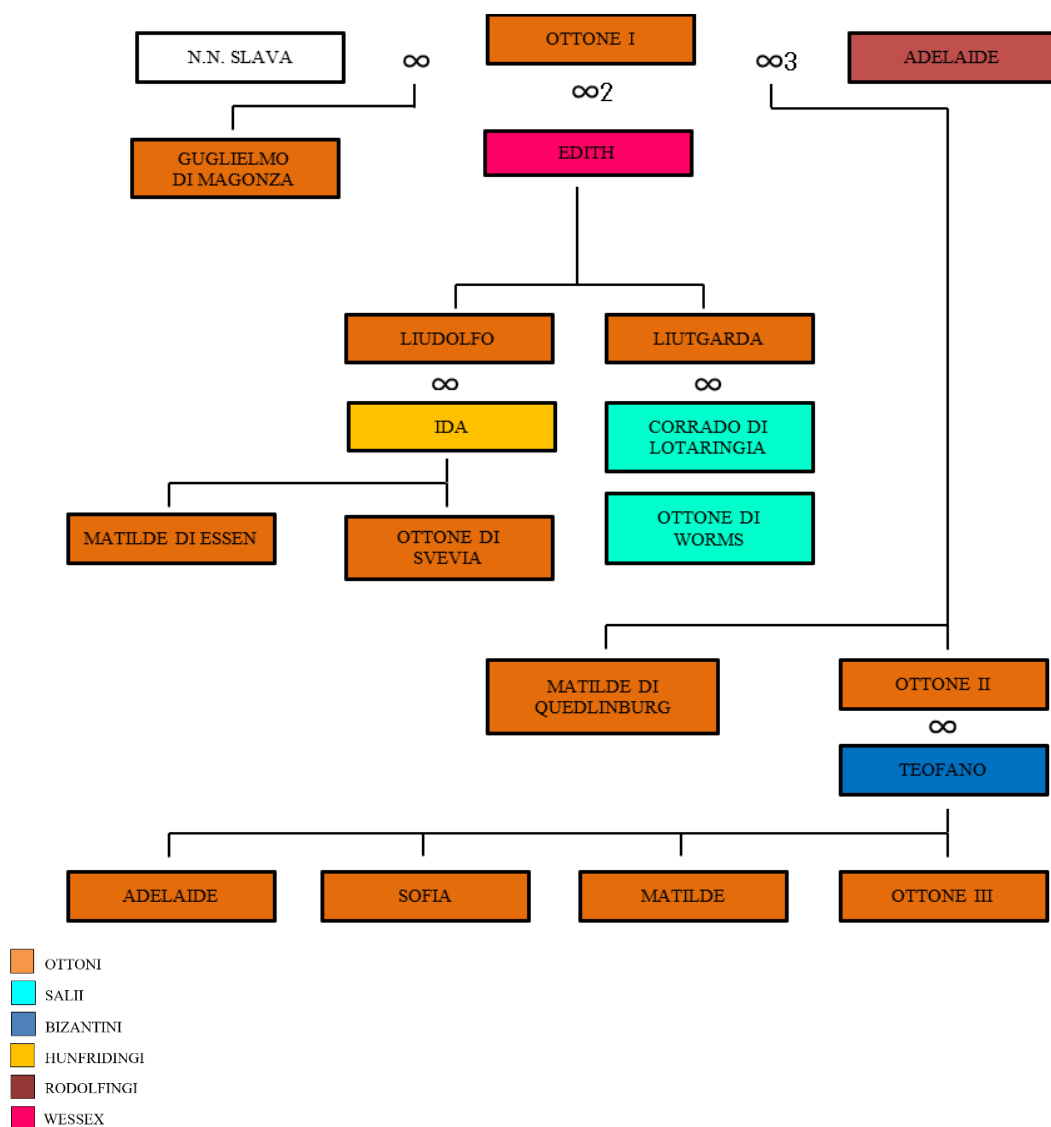 OTTONE I
N.N. SLAVA
∞
∞3
ADELAIDE
∞2
EDITH
GUGLIELMO
DI MAGONZA
LIUDOLFO
LIUTGARDA
∞
∞
IDA
CORRADO DI
LOTARINGIA
MATILDE DI ESSEN
OTTONE DI
SVEVIA
OTTONE DI
WORMS
MATILDE DI
QUEDLINBURG
OTTONE II
∞
TEOFANO
ADELAIDE
SOFIA
MATILDE
OTTONE III
OTTONI
SALII
BIZANTINI
HUNFRIDINGI
RODOLFINGI
WESSEX